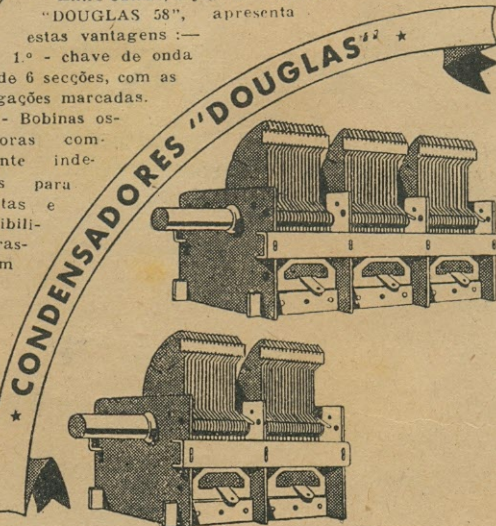 "DOUGLAS 58", apresenta
estas vantagens :—
1.º - chave de onda
de 6 secções, com as
gações marcadas.
- Bobinas os-
oras com-
nte inde-
s para
tas e
ibili-
ras-
m
★ CONDENSADORES "DOUGLAS" ★